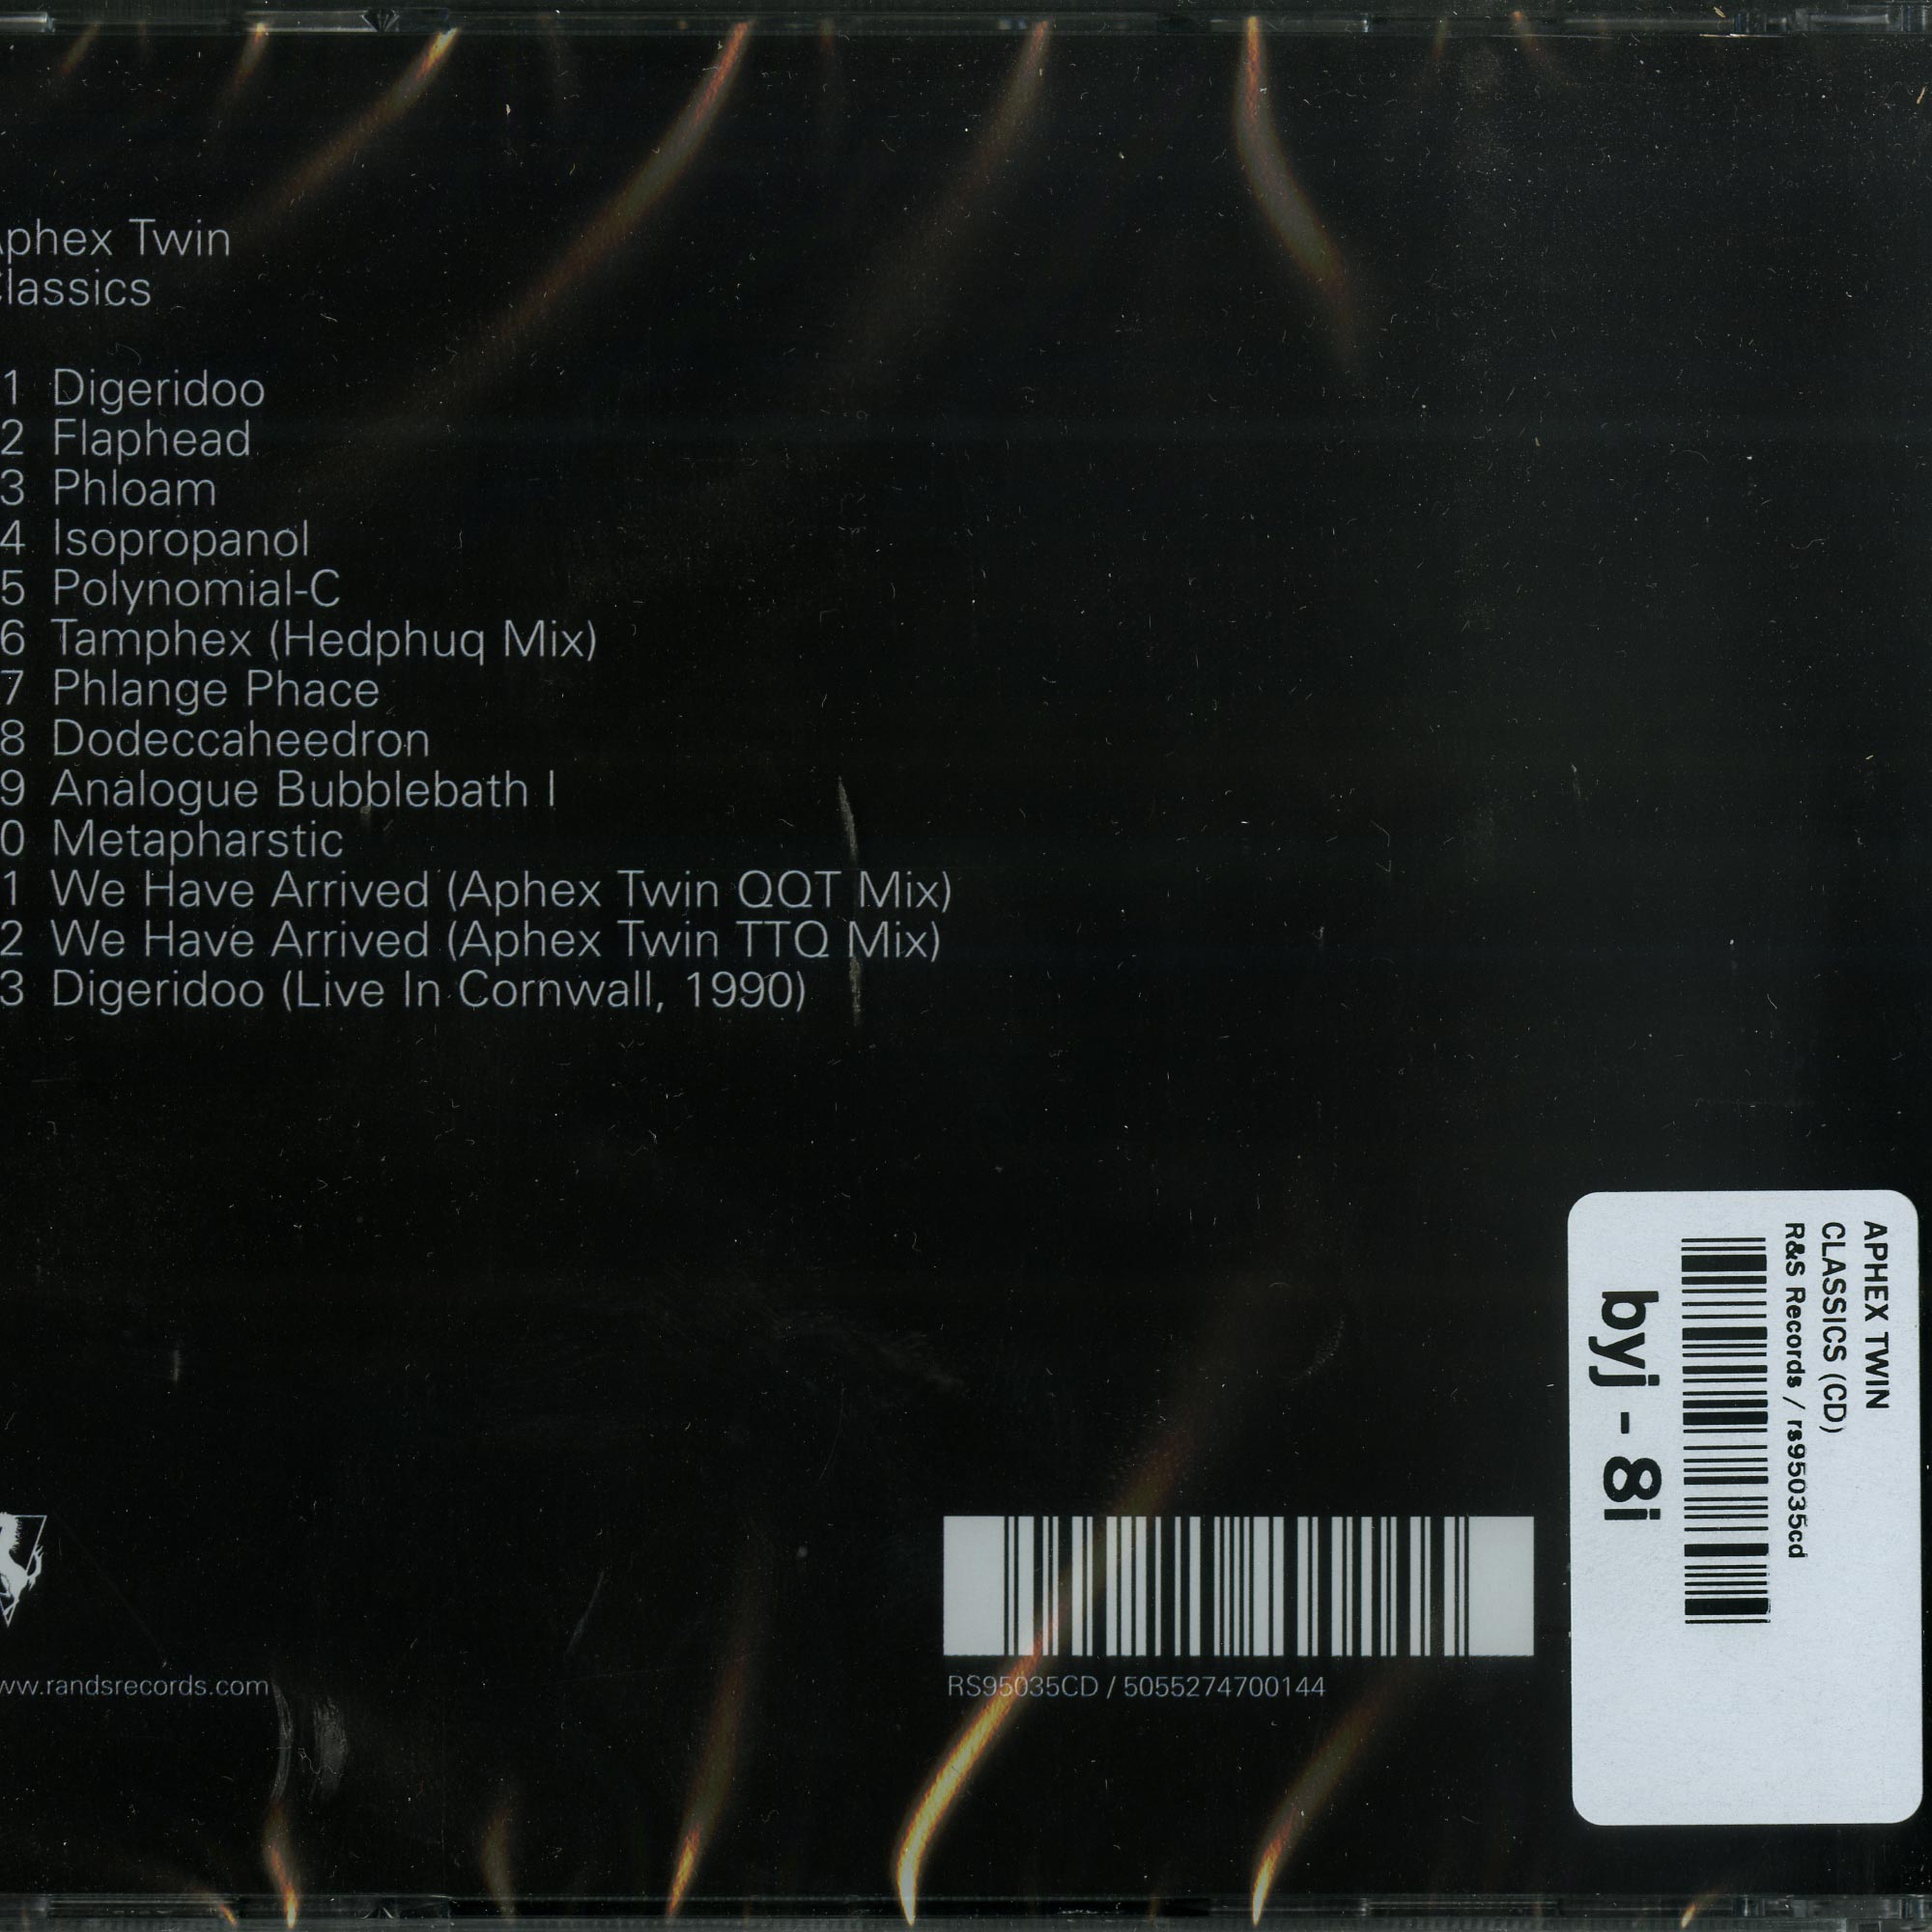 Aphex Twin
Classics
1 Digeridoo
2 Flaphead
3 Phloam
4 Isopropanol
5 Polynomial-C
6 Tamphex (Hedphuq Mix)
7 Phlange Phace
8 Dodeccaheedron
9 Analogue Bubblebath I
0 Metapharstic
1 We Have Arrived (Aphex Twin QQT Mix)
2 We Have Arrived (Aphex Twin TTQ Mix)
3 Digeridoo (Live In Cornwall, 1990)
APHEX TWIN
CLASSICS (CD)
R&S Records / rs95035cd
byj - 8i
ww.randsrecords.com
RS95035CD / 5055274700144